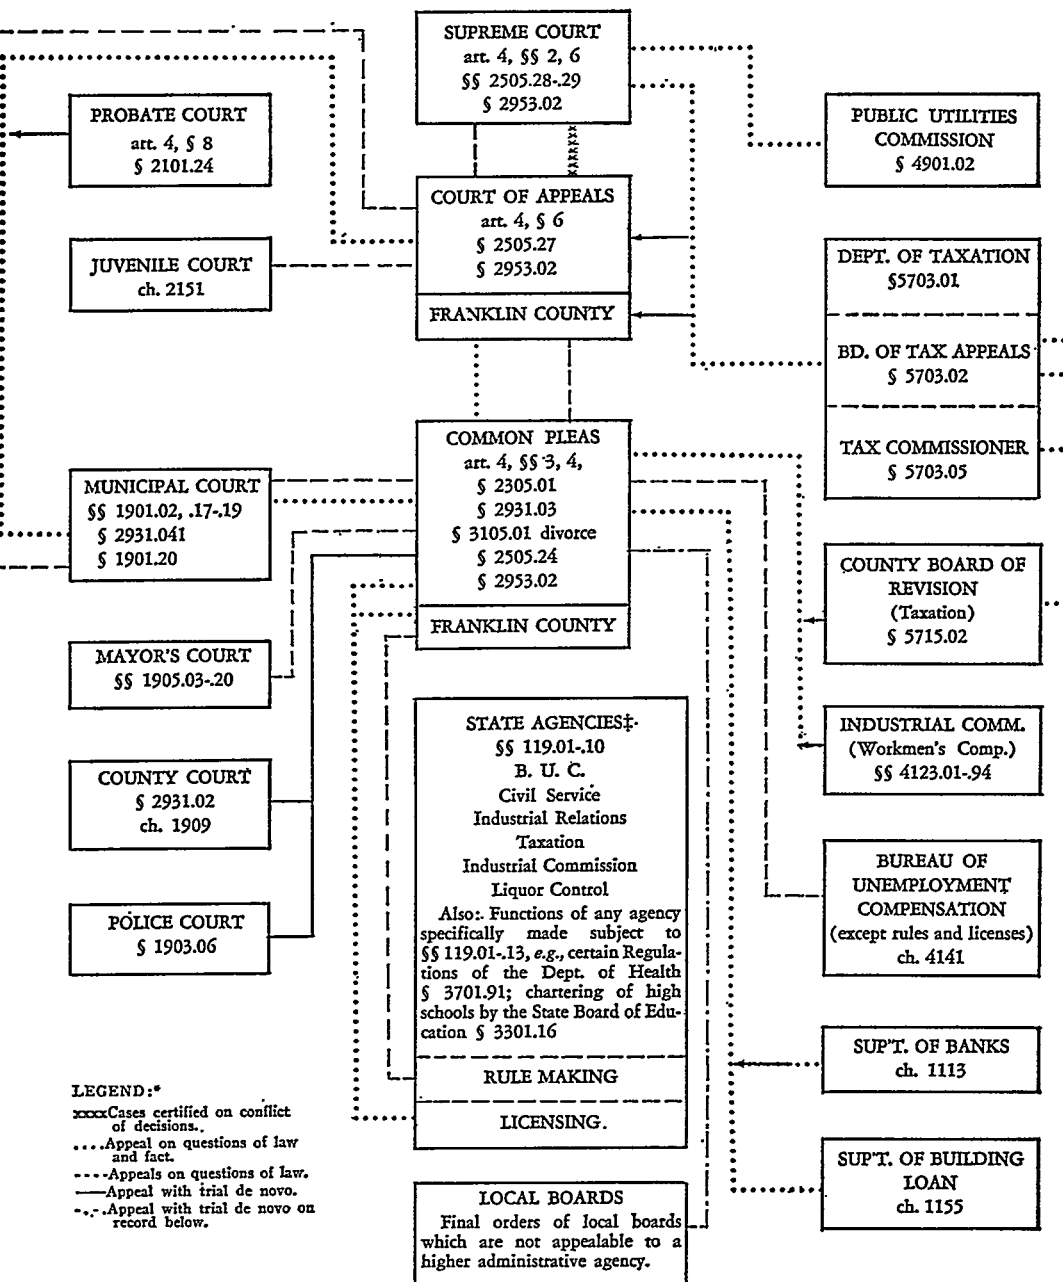 SUPREME COURT
art. 4, §§ 2, 6
§§ 2505.28-.29
§ 2953.02
PROBATE COURT
art. 4, § 8
§ 2101.24
PUBLIC UTILITIES
COMMISSION
§ 4901.02
COURT OF APPEALS
art. 4, § 6
§ 2505.27
§ 2953.02
FRANKLIN COUNTY
JUVENILE COURT
ch. 2151
DEPT. OF TAXATION
§5703.01
BD. OF TAX APPEALS
§ 5703.02
TAX COMMISSIONER
§ 5703.05
COMMON PLEAS
art. 4, §§ 3, 4,
§ 2305.01
§ 2931.03
§ 3105.01 divorce
§ 2505.24
§ 2953.02
FRANKLIN COUNTY
MUNICIPAL COURT
§§ 1901.02, .17-.19
§ 2931.041
§ 1901.20
COUNTY BOARD OF
REVISION
(Taxation)
§ 5715.02
MAYOR'S COURT
§§ 1905.03-.20
STATE AGENCIES‡
§§ 119.01-.10
B. U. C.
Civil Service
Industrial Relations
Taxation
Industrial Commission
Liquor Control
Also: Functions of any agency
specifically made subject to
§§ 119.01-.13, e.g., certain Regula-
tions of the Dept. of Health
§ 3701.91; chartering of high
schools by the State Board of Edu-
cation § 3301.16
RULE MAKING
LICENSING.
INDUSTRIAL COMM.
(Workmen's Comp.)
§§ 4123.01-.94
COUNTY COURT
§ 2931.02
ch. 1909
BUREAU OF
UNEMPLOYMENT
COMPENSATION
(except rules and licenses)
ch. 4141
POLICE COURT
§ 1903.06
SUP'T. OF BANKS
ch. 1113
LEGEND:*
xxxxCases certified on conflict
of decisions.
....Appeal on questions of law
and fact.
----Appeals on questions of law.
——Appeal with trial de novo.
-.-.Appeal with trial de novo on
record below.
SUP'T. OF BUILDING
LOAN
ch. 1155
LOCAL BOARDS
Final orders of local boards
which are not appealable to a
higher administrative agency.